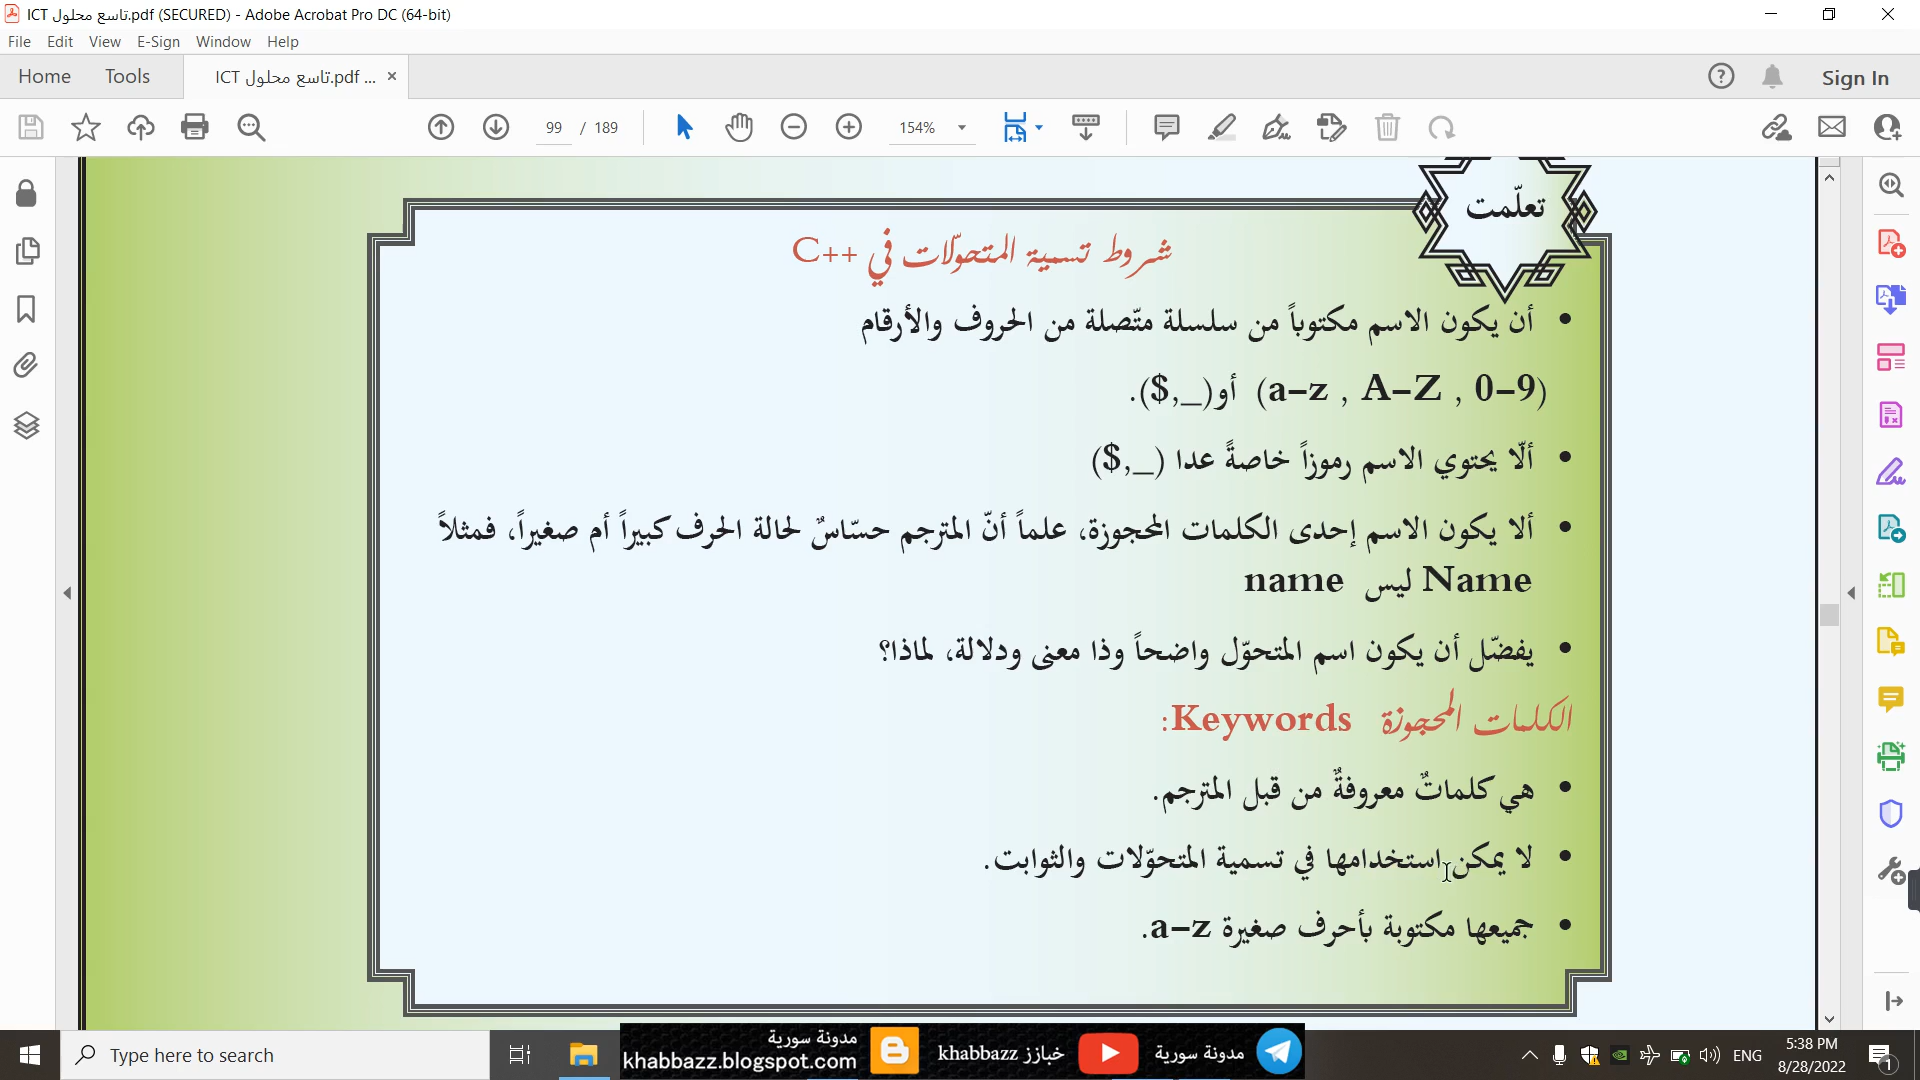 ICT تاسع محلول.pdf (SECURED) - Adobe Acrobat Pro DC (64-bit)
File Edit View E-Sign Window Help
Home Tools ICT تاسع محلول.pdf ... × Sign In
99 / 189 154%
تعلّمت
شروط تسمية المتحوّلات في C++
• أن يكون الاسم مكتوباً من سلسلة متّصلة من الحروف والأرقام
(a–z , A–Z , 0–9) أو(_,$).
• ألّا يحتوي الاسم رموزاً خاصةً عدا (_,$)
• ألا يكون الاسم إحدى الكلمات المحجوزة، علماً أنّ المترجم حسّاسٌ لحالة الحرف كبيراً أم صغيراً، فمثلاً
Name ليس name
• يفضّل أن يكون اسم المتحوّل واضحاً وذا معنى ودلالة، لماذا؟
الكلمات المحجوزة Keywords:
• هي كلماتٌ معروفةٌ من قبل المترجم.
• لا يمكن استخدامها في تسمية المتحوّلات والثوابت.
• جميعها مكتوبة بأحرف صغيرة a–z.
Type here to search
مدونة سورية
khabbazz.blogspot.com
khabbazz خبازز
مدونة سورية
ENG
5:38 PM
8/28/2022
1